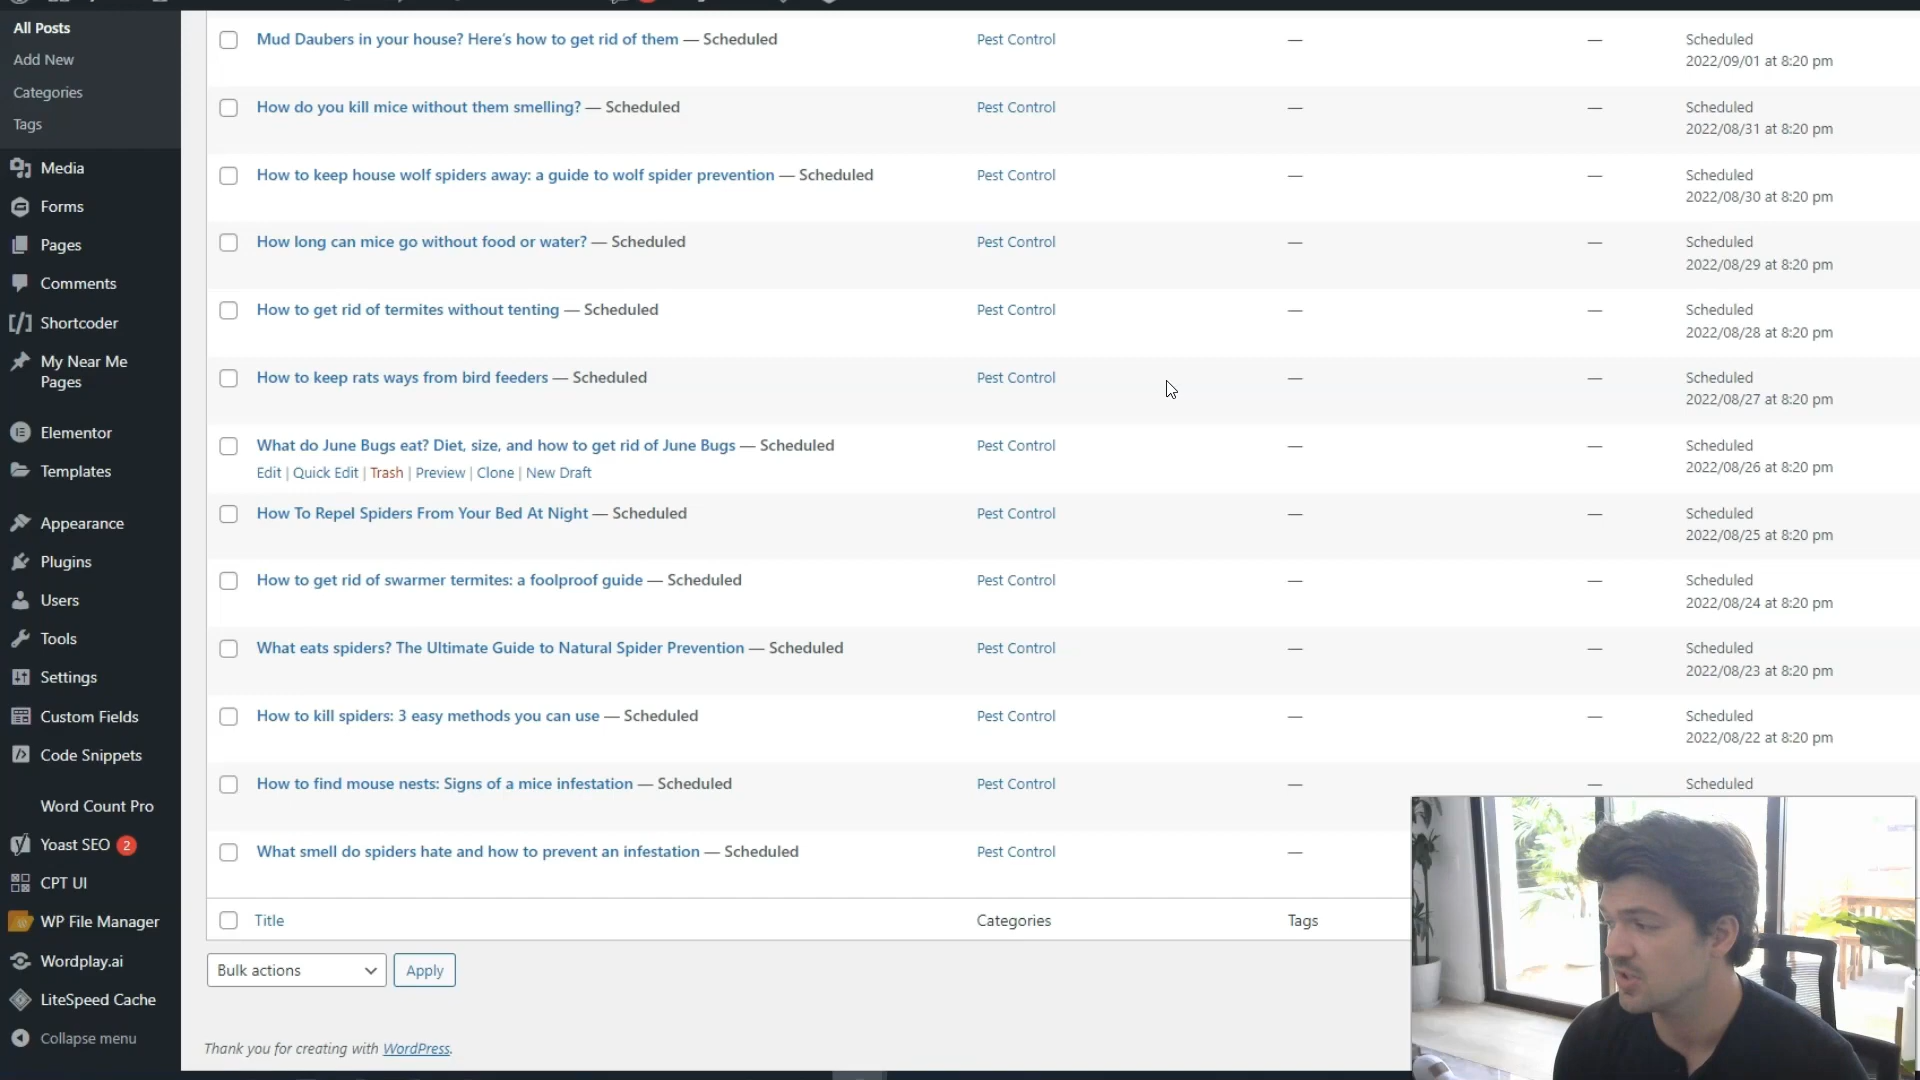 All Posts
Add New
Categories
Tags
Media
Forms
Pages
Comments
Shortcoder
My Near Me
Pages
Elementor
Templates
Appearance
Plugins
Users
Tools
Settings
Custom Fields
Code Snippets
Word Count Pro
Yoast SEO 2
CPT UI
WP File Manager
Wordplay.ai
LiteSpeed Cache
Collapse menu
Mud Daubers in your house? Here's how to get rid of them — Scheduled Pest Control — — Scheduled
2022/09/01 at 8:20 pm
How do you kill mice without them smelling? — Scheduled Pest Control — — Scheduled
2022/08/31 at 8:20 pm
How to keep house wolf spiders away: a guide to wolf spider prevention — Scheduled Pest Control — — Scheduled
2022/08/30 at 8:20 pm
How long can mice go without food or water? — Scheduled Pest Control — — Scheduled
2022/08/29 at 8:20 pm
How to get rid of termites without tenting — Scheduled Pest Control — — Scheduled
2022/08/28 at 8:20 pm
How to keep rats ways from bird feeders — Scheduled Pest Control — — Scheduled
2022/08/27 at 8:20 pm
What do June Bugs eat? Diet, size, and how to get rid of June Bugs — Scheduled Pest Control — — Scheduled
Edit | Quick Edit | Trash | Preview | Clone | New Draft 2022/08/26 at 8:20 pm
How To Repel Spiders From Your Bed At Night — Scheduled Pest Control — — Scheduled
2022/08/25 at 8:20 pm
How to get rid of swarmer termites: a foolproof guide — Scheduled Pest Control — — Scheduled
2022/08/24 at 8:20 pm
What eats spiders? The Ultimate Guide to Natural Spider Prevention — Scheduled Pest Control — — Scheduled
2022/08/23 at 8:20 pm
How to kill spiders: 3 easy methods you can use — Scheduled Pest Control — — Scheduled
2022/08/22 at 8:20 pm
How to find mouse nests: Signs of a mice infestation — Scheduled Pest Control — — Scheduled
What smell do spiders hate and how to prevent an infestation — Scheduled Pest Control —
Title Categories Tags
Bulk actions Apply
Thank you for creating with WordPress.